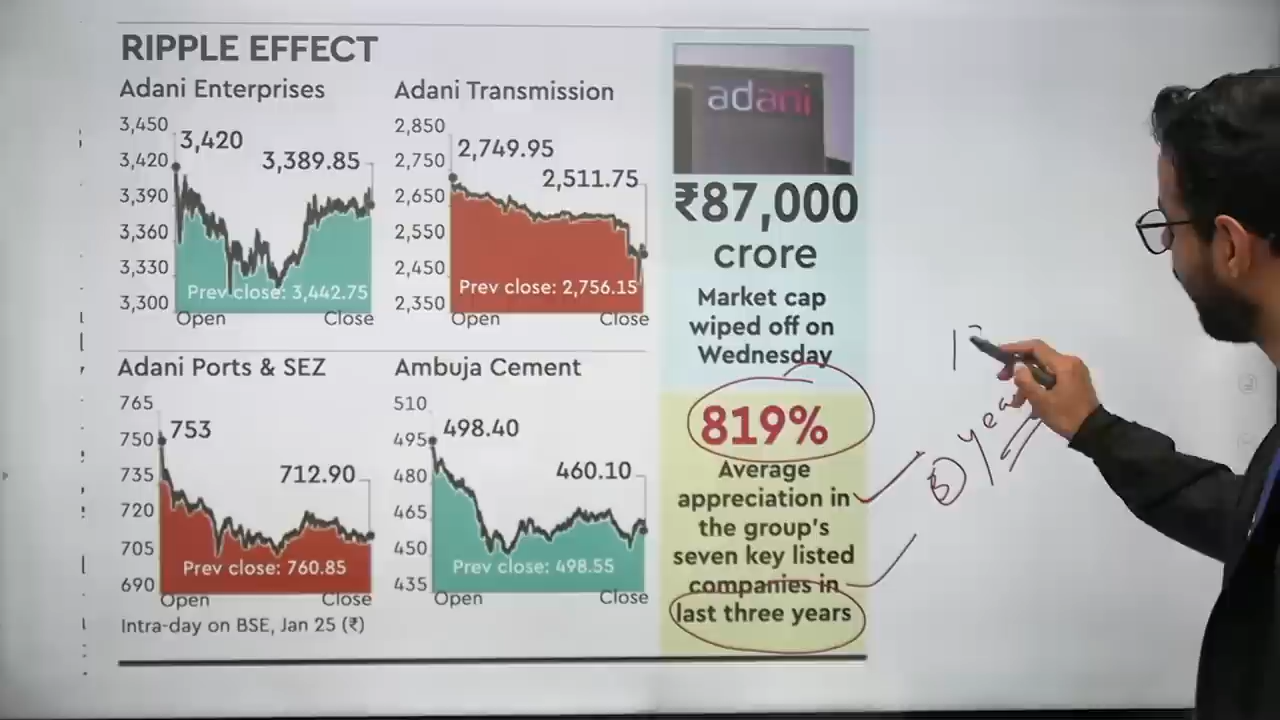 RIPPLE EFFECT
Adani Enterprises
3,450
3,420
3,390
3,360
3,330
3,300
3,420
3,389.85
Prev close: 3,442.75
Open
Close
Adani Transmission
2,850
2,750
2,650
2,550
2,450
2,350
2,749.95
2,511.75
Prev close: 2,756.15
Open
Close
Adani Ports & SEZ
765
750
735
720
705
690
753
712.90
Prev close: 760.85
Open
Close
Ambuja Cement
510
495
480
465
450
435
498.40
460.10
Prev close: 498.55
Open
Close
Intra-day on BSE, Jan 25 (₹)
adani
₹87,000
crore
Market cap
wiped off on
Wednesday
819%
Average
appreciation in
the group's
seven key listed
companies in
last three years